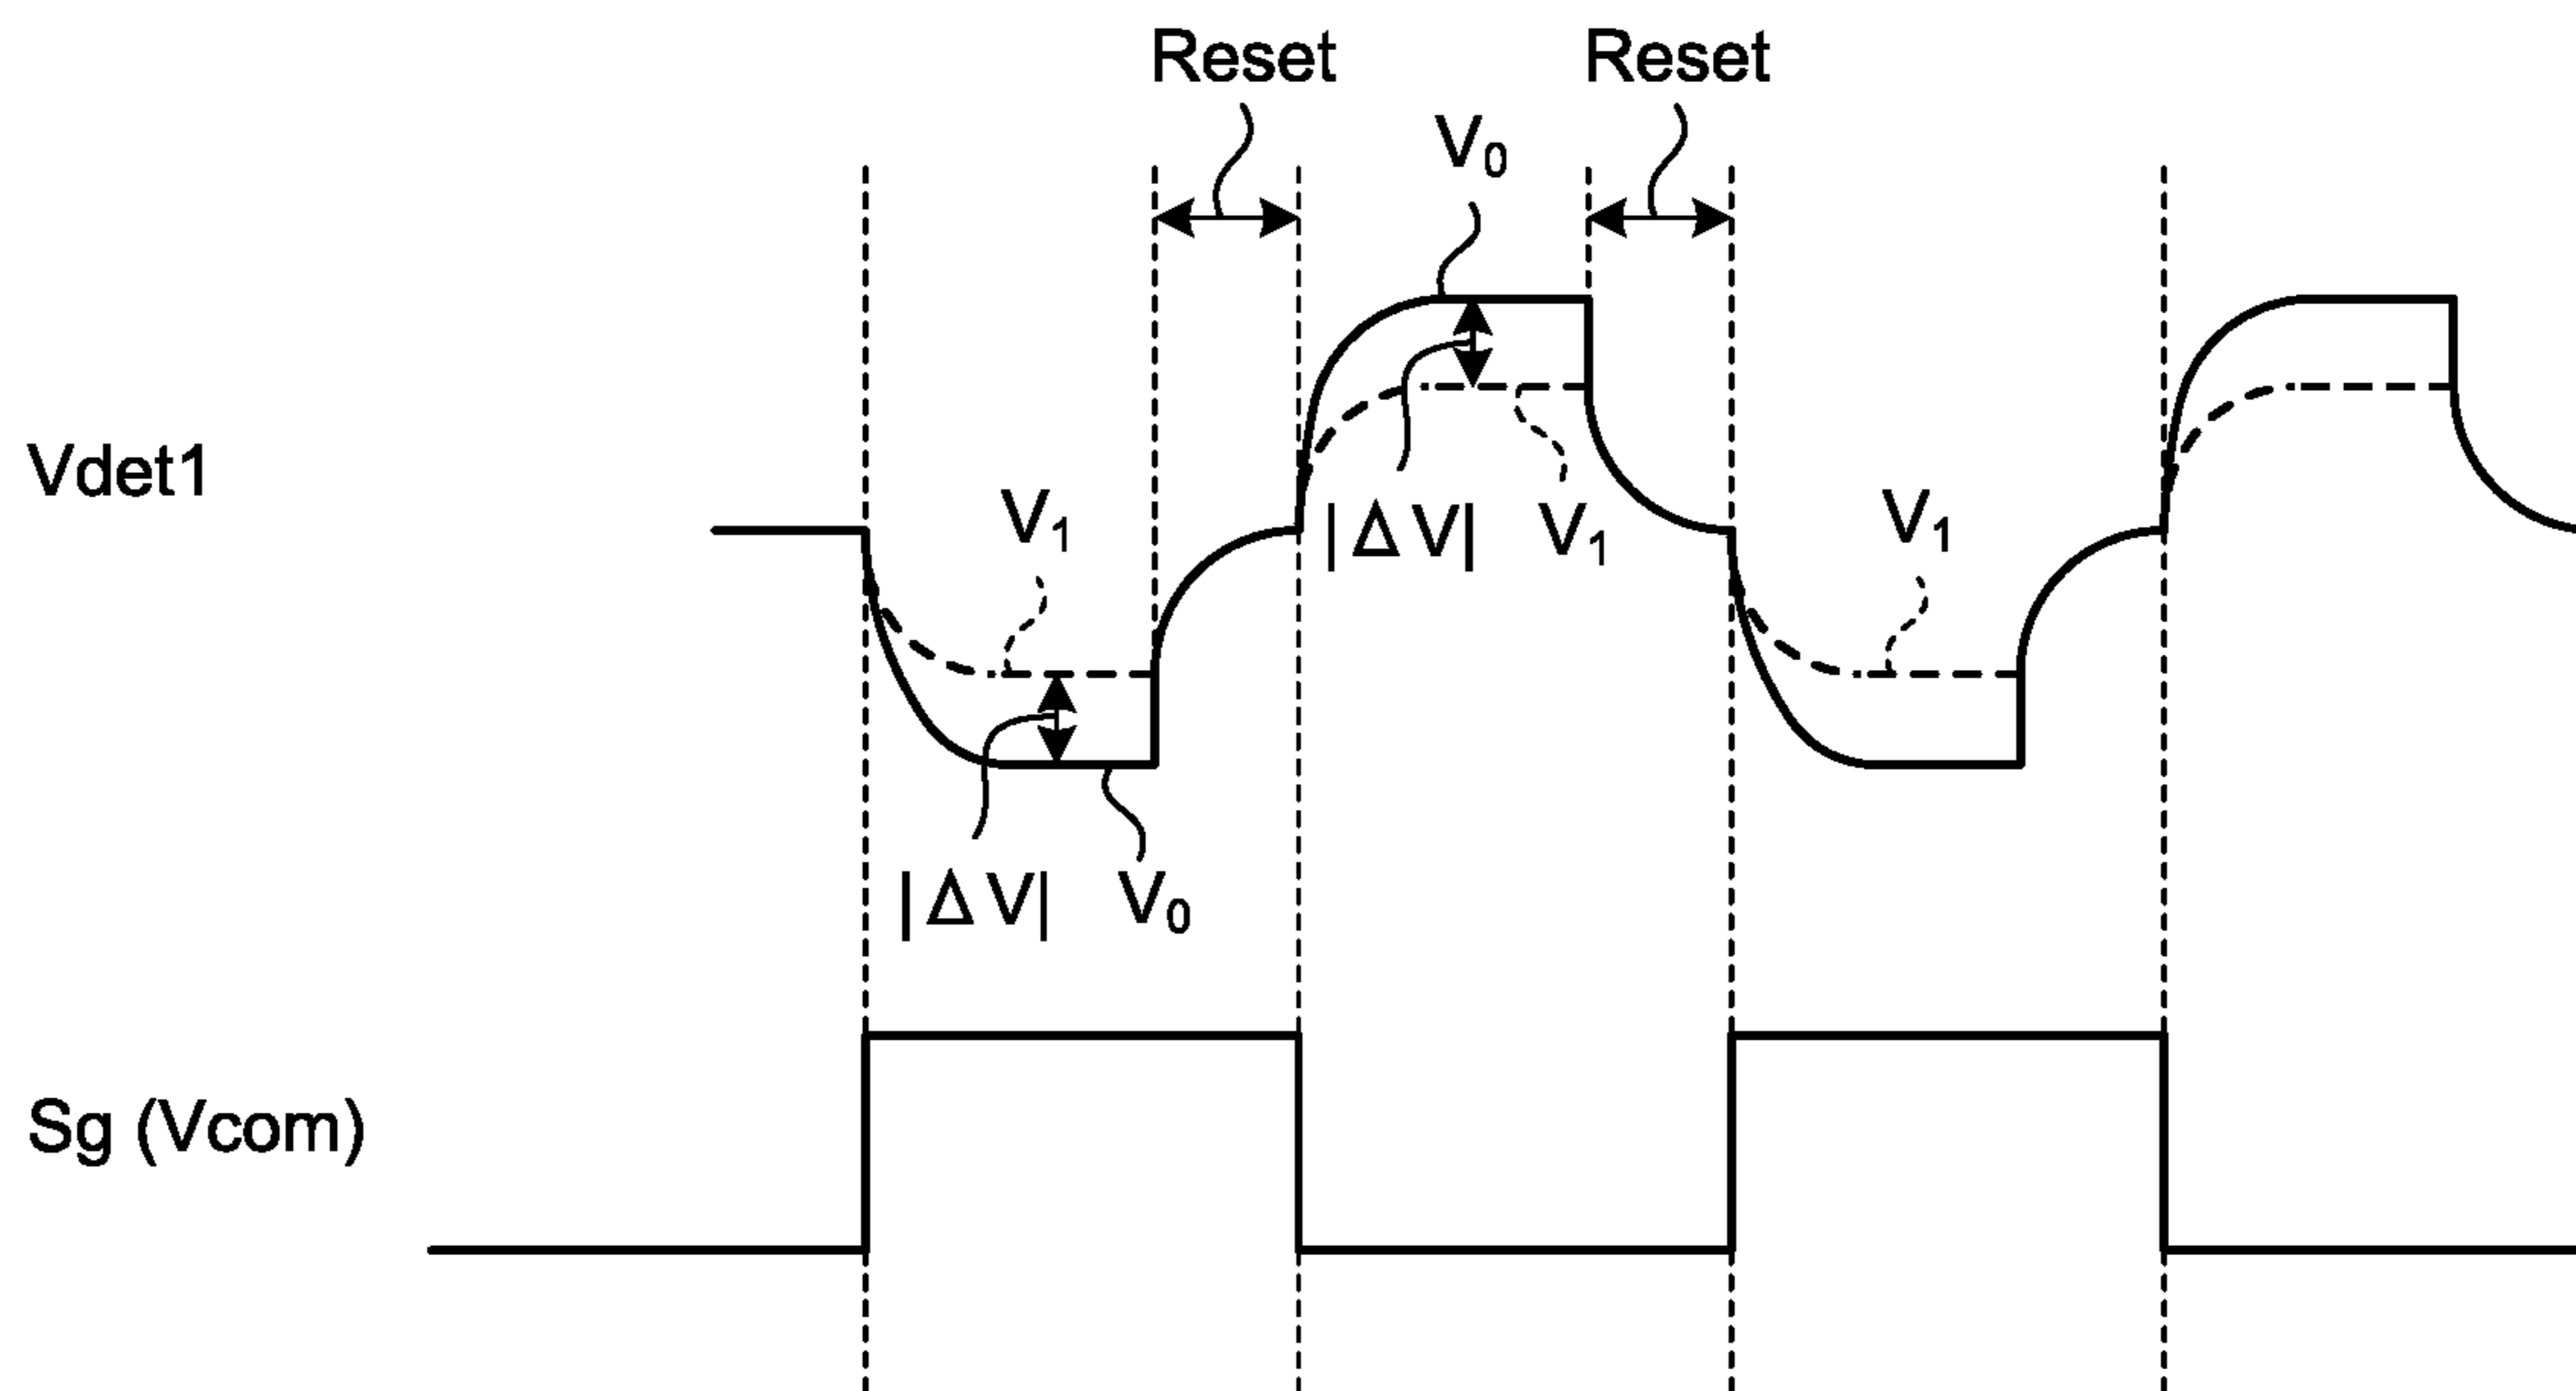 Reset Reset
V₀
Vdet1
V₁ |ΔV| V₁ V₁
|ΔV| V₀
Sg (Vcom)